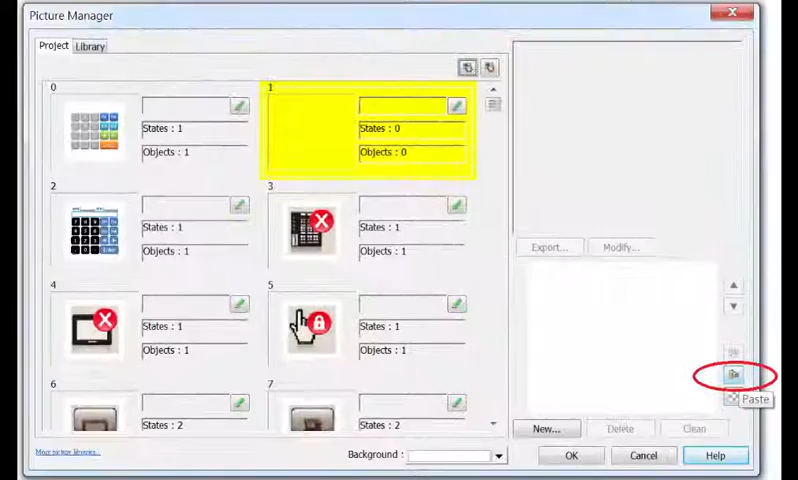 Picture Manager
Project Library
0 1
States : 1 States : 0
Objects : 1 Objects : 0
2 3
States : 1 States : 1
Objects : 1 Objects : 1
4 5
States : 1 States : 1
Objects : 1 Objects : 1
6 7
States : 2 States : 2
Export... Modify...
Paste
New... Delete Clean
More picture libraries...
Background :
OK Cancel Help